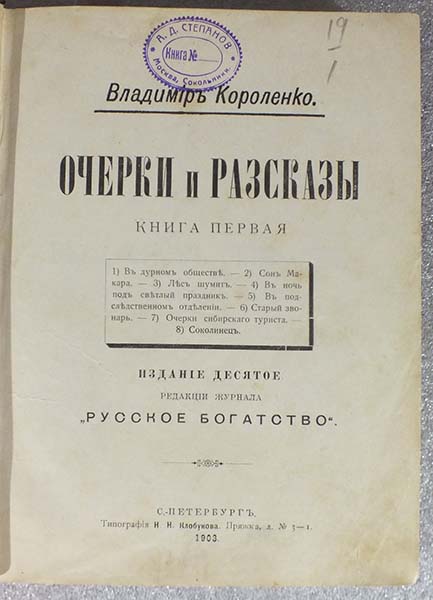 А. Д. СТЕПАНОВ
Книга №
Москва, Сокольники.
19
1
Владиміръ Короленко.
ОЧЕРКИ и РАЗСКАЗЫ
КНИГА ПЕРВАЯ
1) Въ дурномъ обществѣ. — 2) Сонъ Ма-
кара. — 3) Лѣсъ шумитъ. — 4) Въ ночь
подъ свѣтлый праздникъ. — 5) Въ под-
слѣдственномъ отдѣленіи. — 6) Старый зво-
нарь. — 7) Очерки сибирскаго туриста. —
8) Соколинецъ.
ИЗДАНІЕ ДЕСЯТОЕ
РЕДАКЦІИ ЖУРНАЛА
„РУССКОЕ БОГАТСТВО“.
С.-ПЕТЕРБУРГЪ.
Типографія Н. Н. Клобукова. Пряжка, д. № 3—1.
1903.